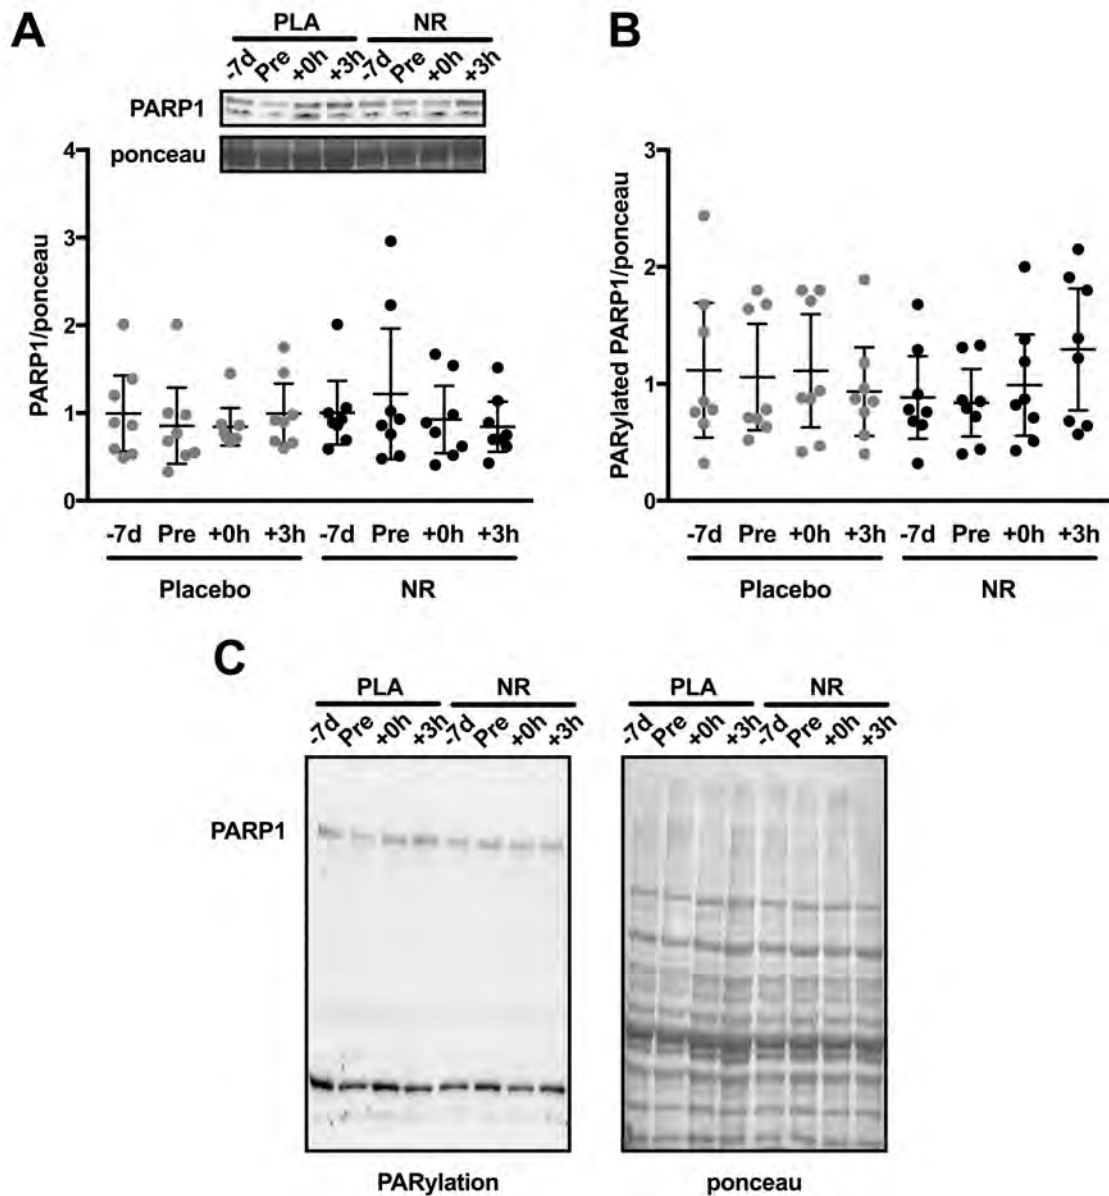 A
PLA NR
-7d Pre +0h +3h -7d Pre +0h +3h
PARP1
ponceau
PARP1/ponceau
4
3
2
1
0
-7d Pre +0h +3h -7d Pre +0h +3h
Placebo NR
B
PARylated PARP1/ponceau
3
2
1
0
-7d Pre +0h +3h -7d Pre +0h +3h
Placebo NR
C
PLA NR
-7d Pre +0h +3h -7d Pre +0h +3h
PARP1
PARylation
PLA NR
-7d Pre +0h +3h -7d Pre +0h +3h
ponceau